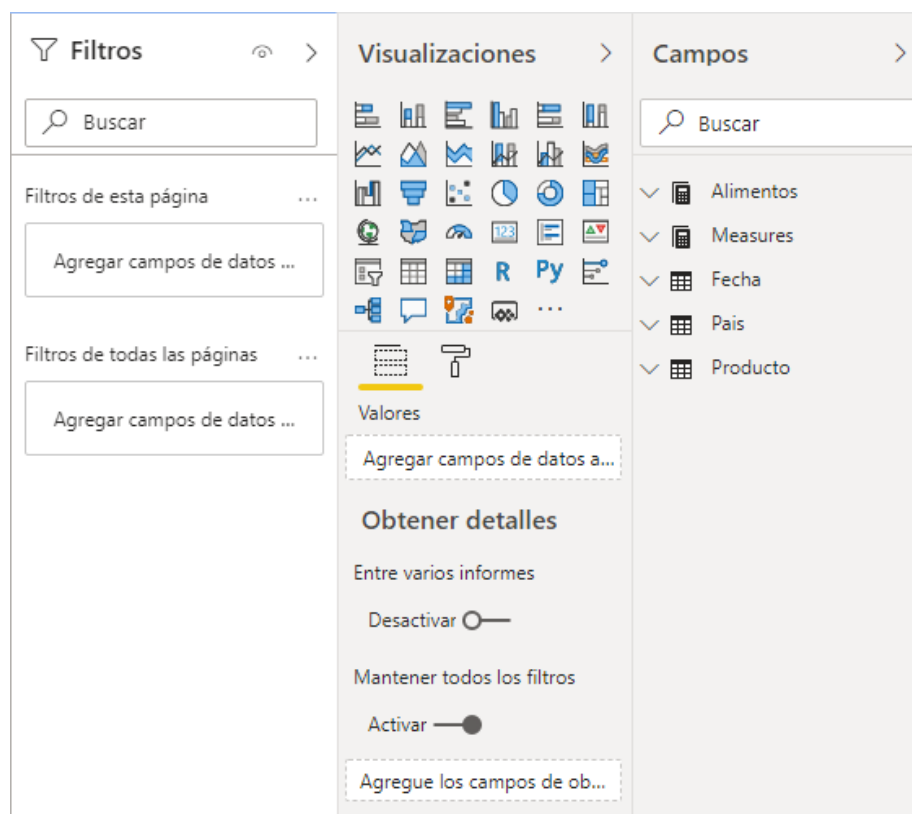 Filtros
Buscar
Filtros de esta página
...
Agregar campos de datos ...
Filtros de todas las páginas
...
Agregar campos de datos ...
Visualizaciones
123
R
Py
...
Valores
Agregar campos de datos a...
Obtener detalles
Entre varios informes
Desactivar
Mantener todos los filtros
Activar
Agregue los campos de ob...
Campos
Buscar
Alimentos
Measures
Fecha
Pais
Producto